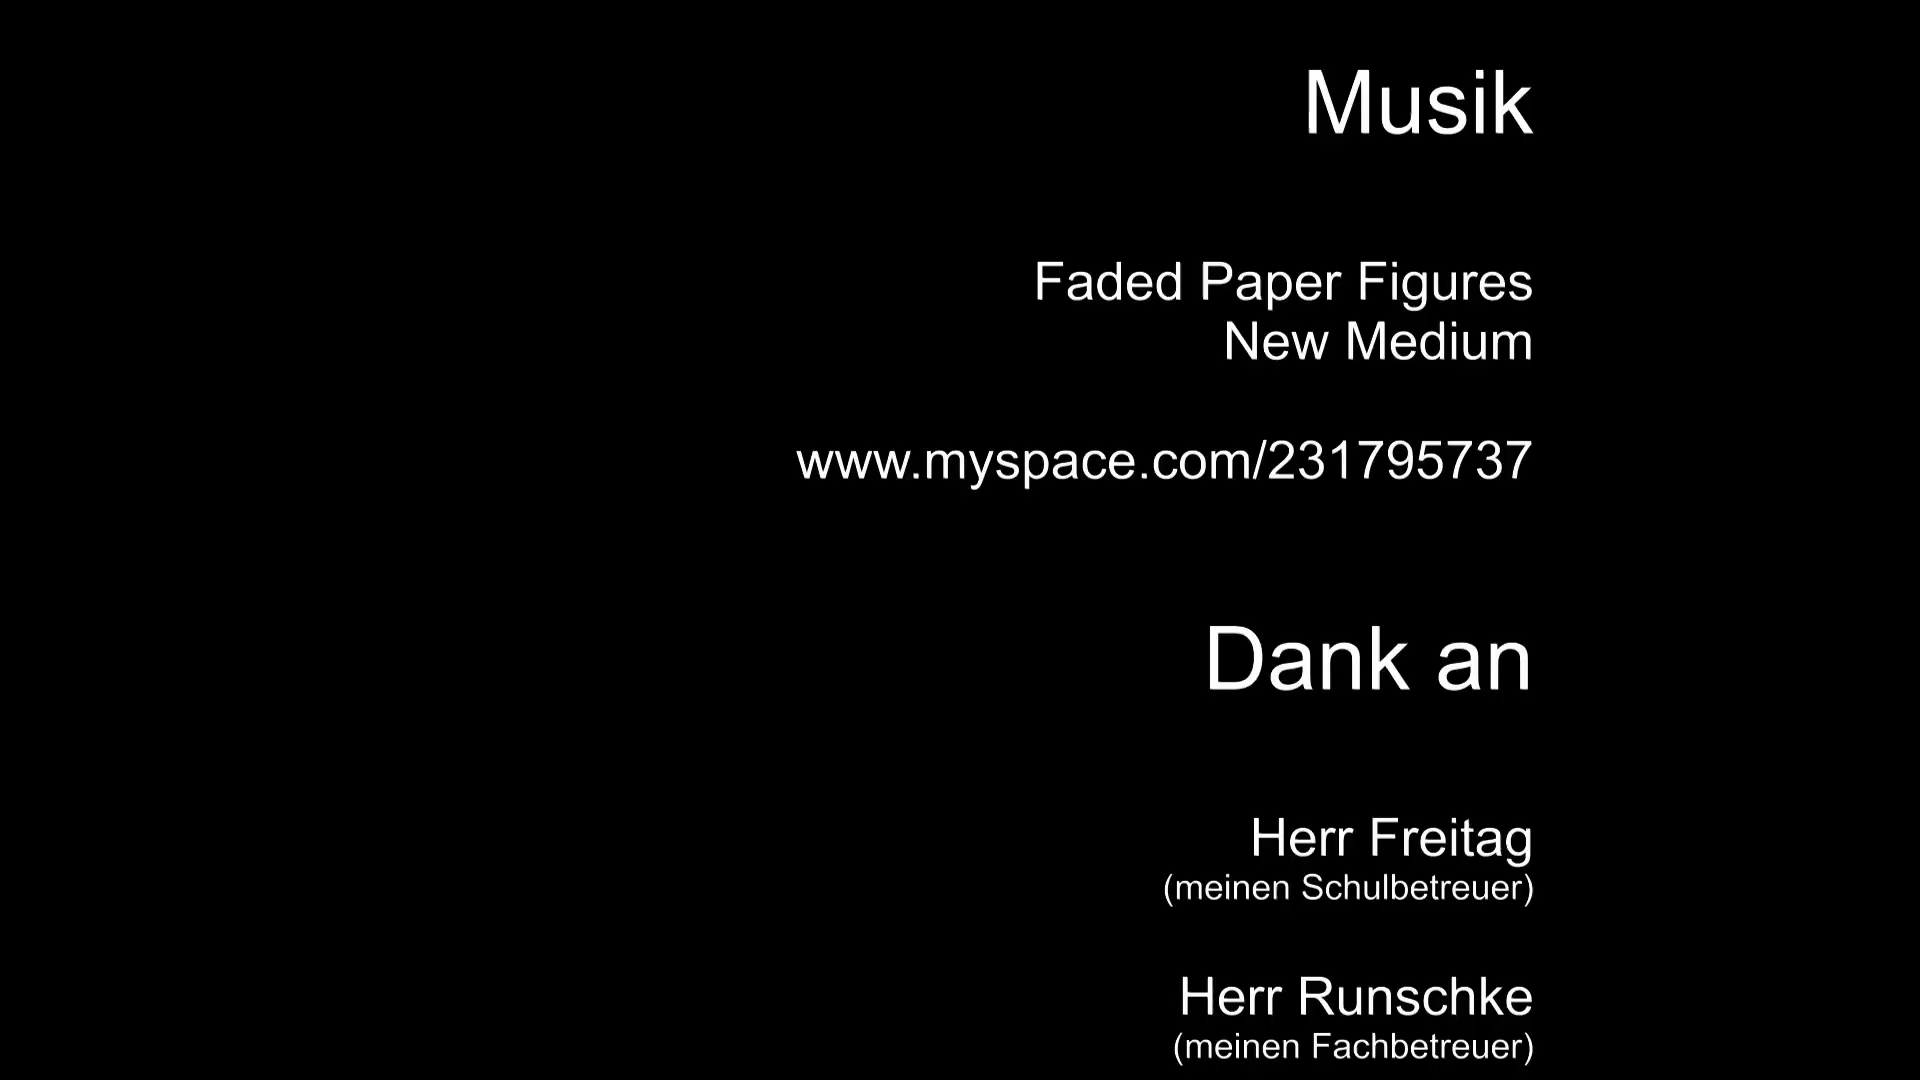 Musik
Faded Paper Figures
New Medium
www.myspace.com/231795737
Dank an
Herr Freitag
(meinen Schulbetreuer)
Herr Runschke
(meinen Fachbetreuer)